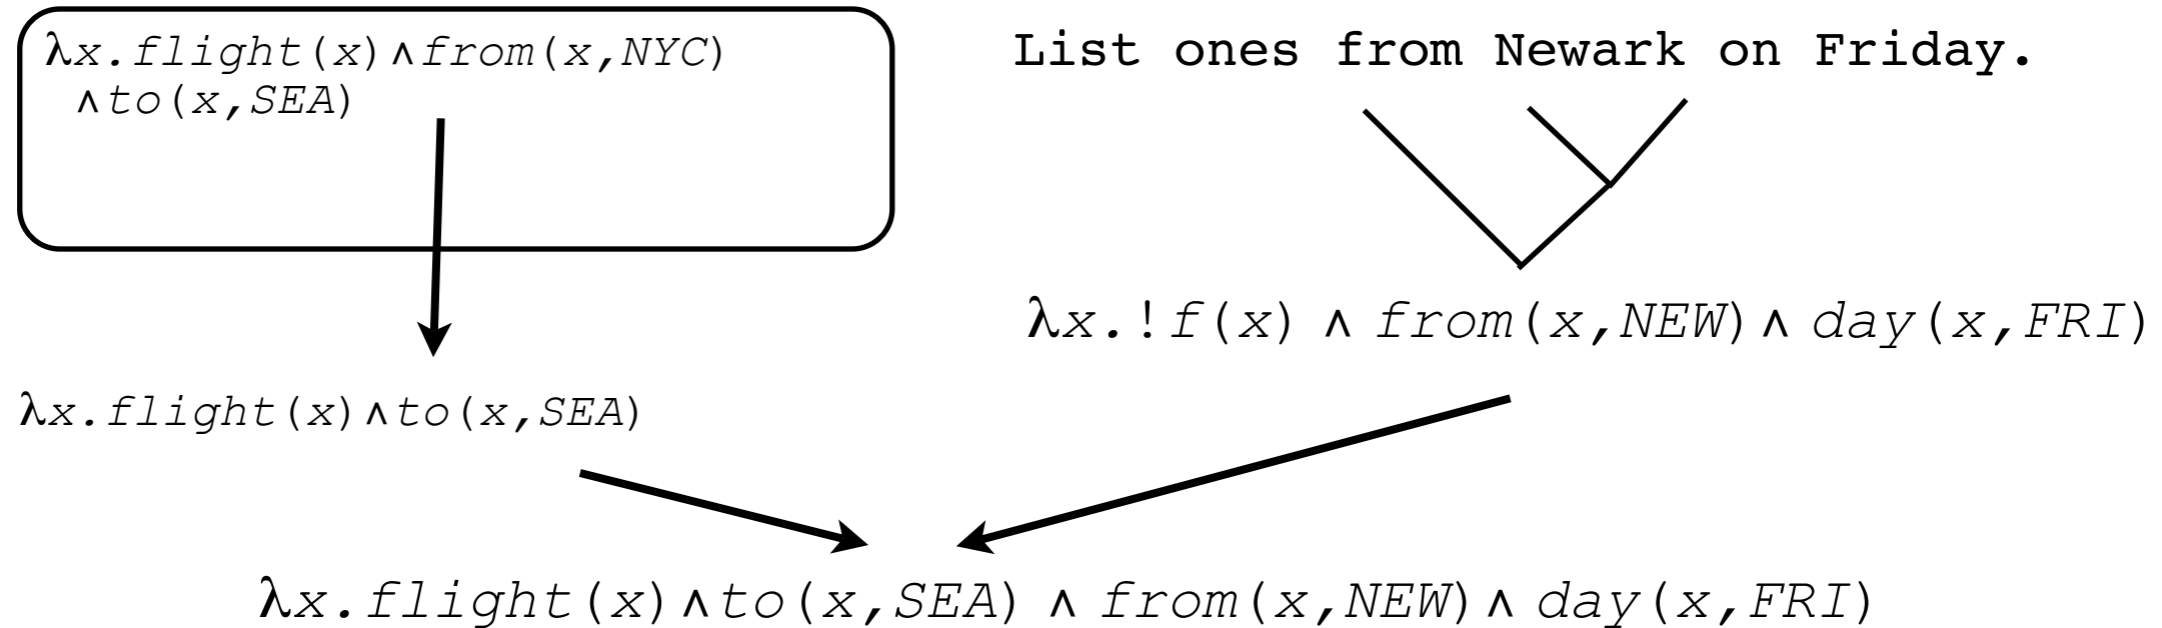 λx.flight(x)∧from(x,NYC)
∧to(x,SEA)
List ones from Newark on Friday.
λx.!f(x) ∧ from(x,NEW)∧ day(x,FRI)
λx.flight(x)∧to(x,SEA)
λx.flight(x)∧to(x,SEA) ∧ from(x,NEW)∧ day(x,FRI)